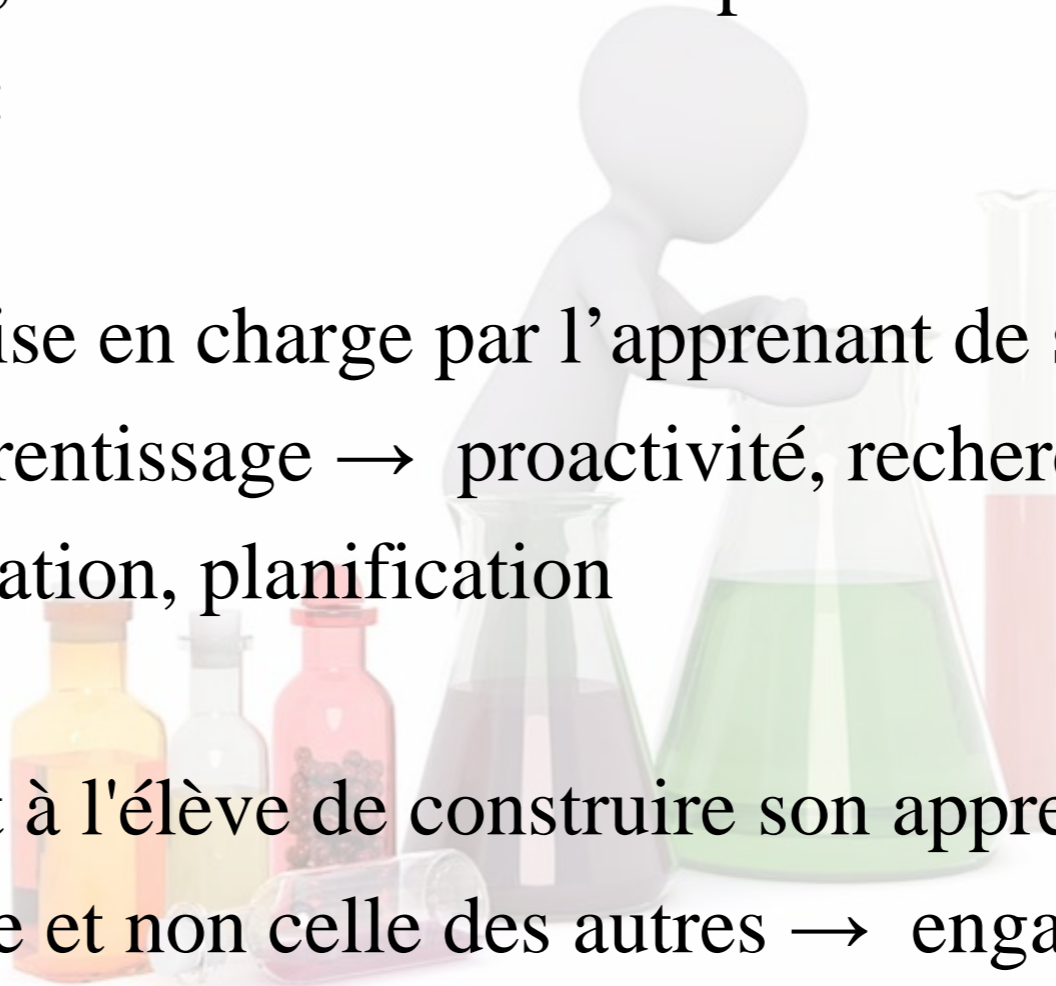 ise en charge par l’apprenant de s
rentissage → proactivité, recher
ation, planification
t à l'élève de construire son appre
e et non celle des autres → enga